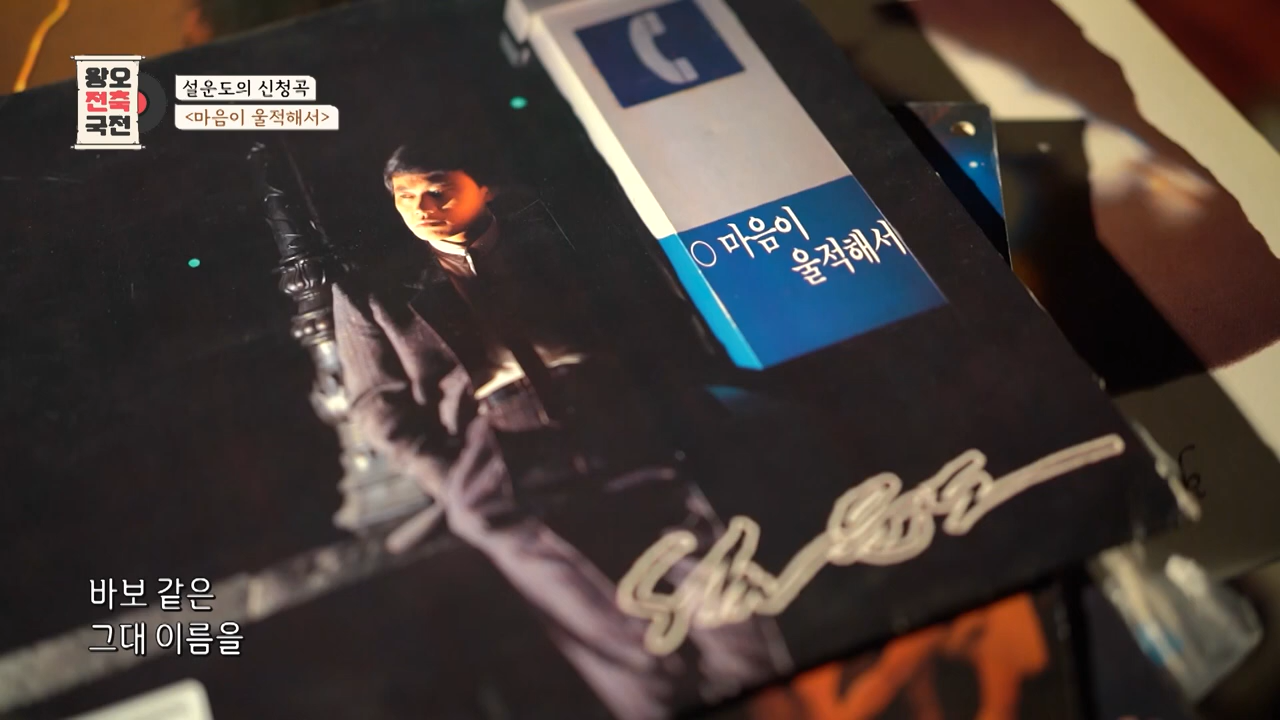 왕오
전축
국전
설운도의 신청곡
<마음이 울적해서>
○ 마음이
울적해서
바보 같은
그대 이름을